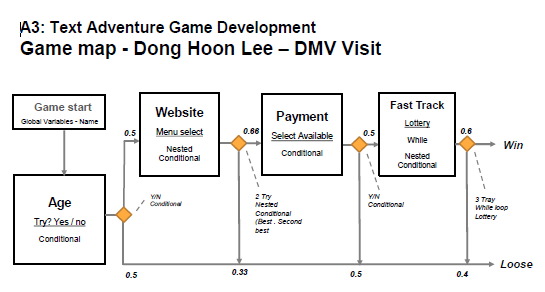 A3: Text Adventure Game Development
Game map - Dong Hoon Lee – DMV Visit
Game start
Global Variables - Name
Website
Menu select
Nested
Conditional
Payment
Select Available
Conditional
Fast Track
Lottery
While
Nested
Conditional
0.5
0.66
0.5
0.6
Win
Age
Try? Yes / no
Conditional
Y/N
Conditional
2 Try
Nested
Conditional
(Best . Second
best
Y/N
Conditional
3 Tray
While loop
Lottery
Loose
0.5
0.33
0.5
0.4